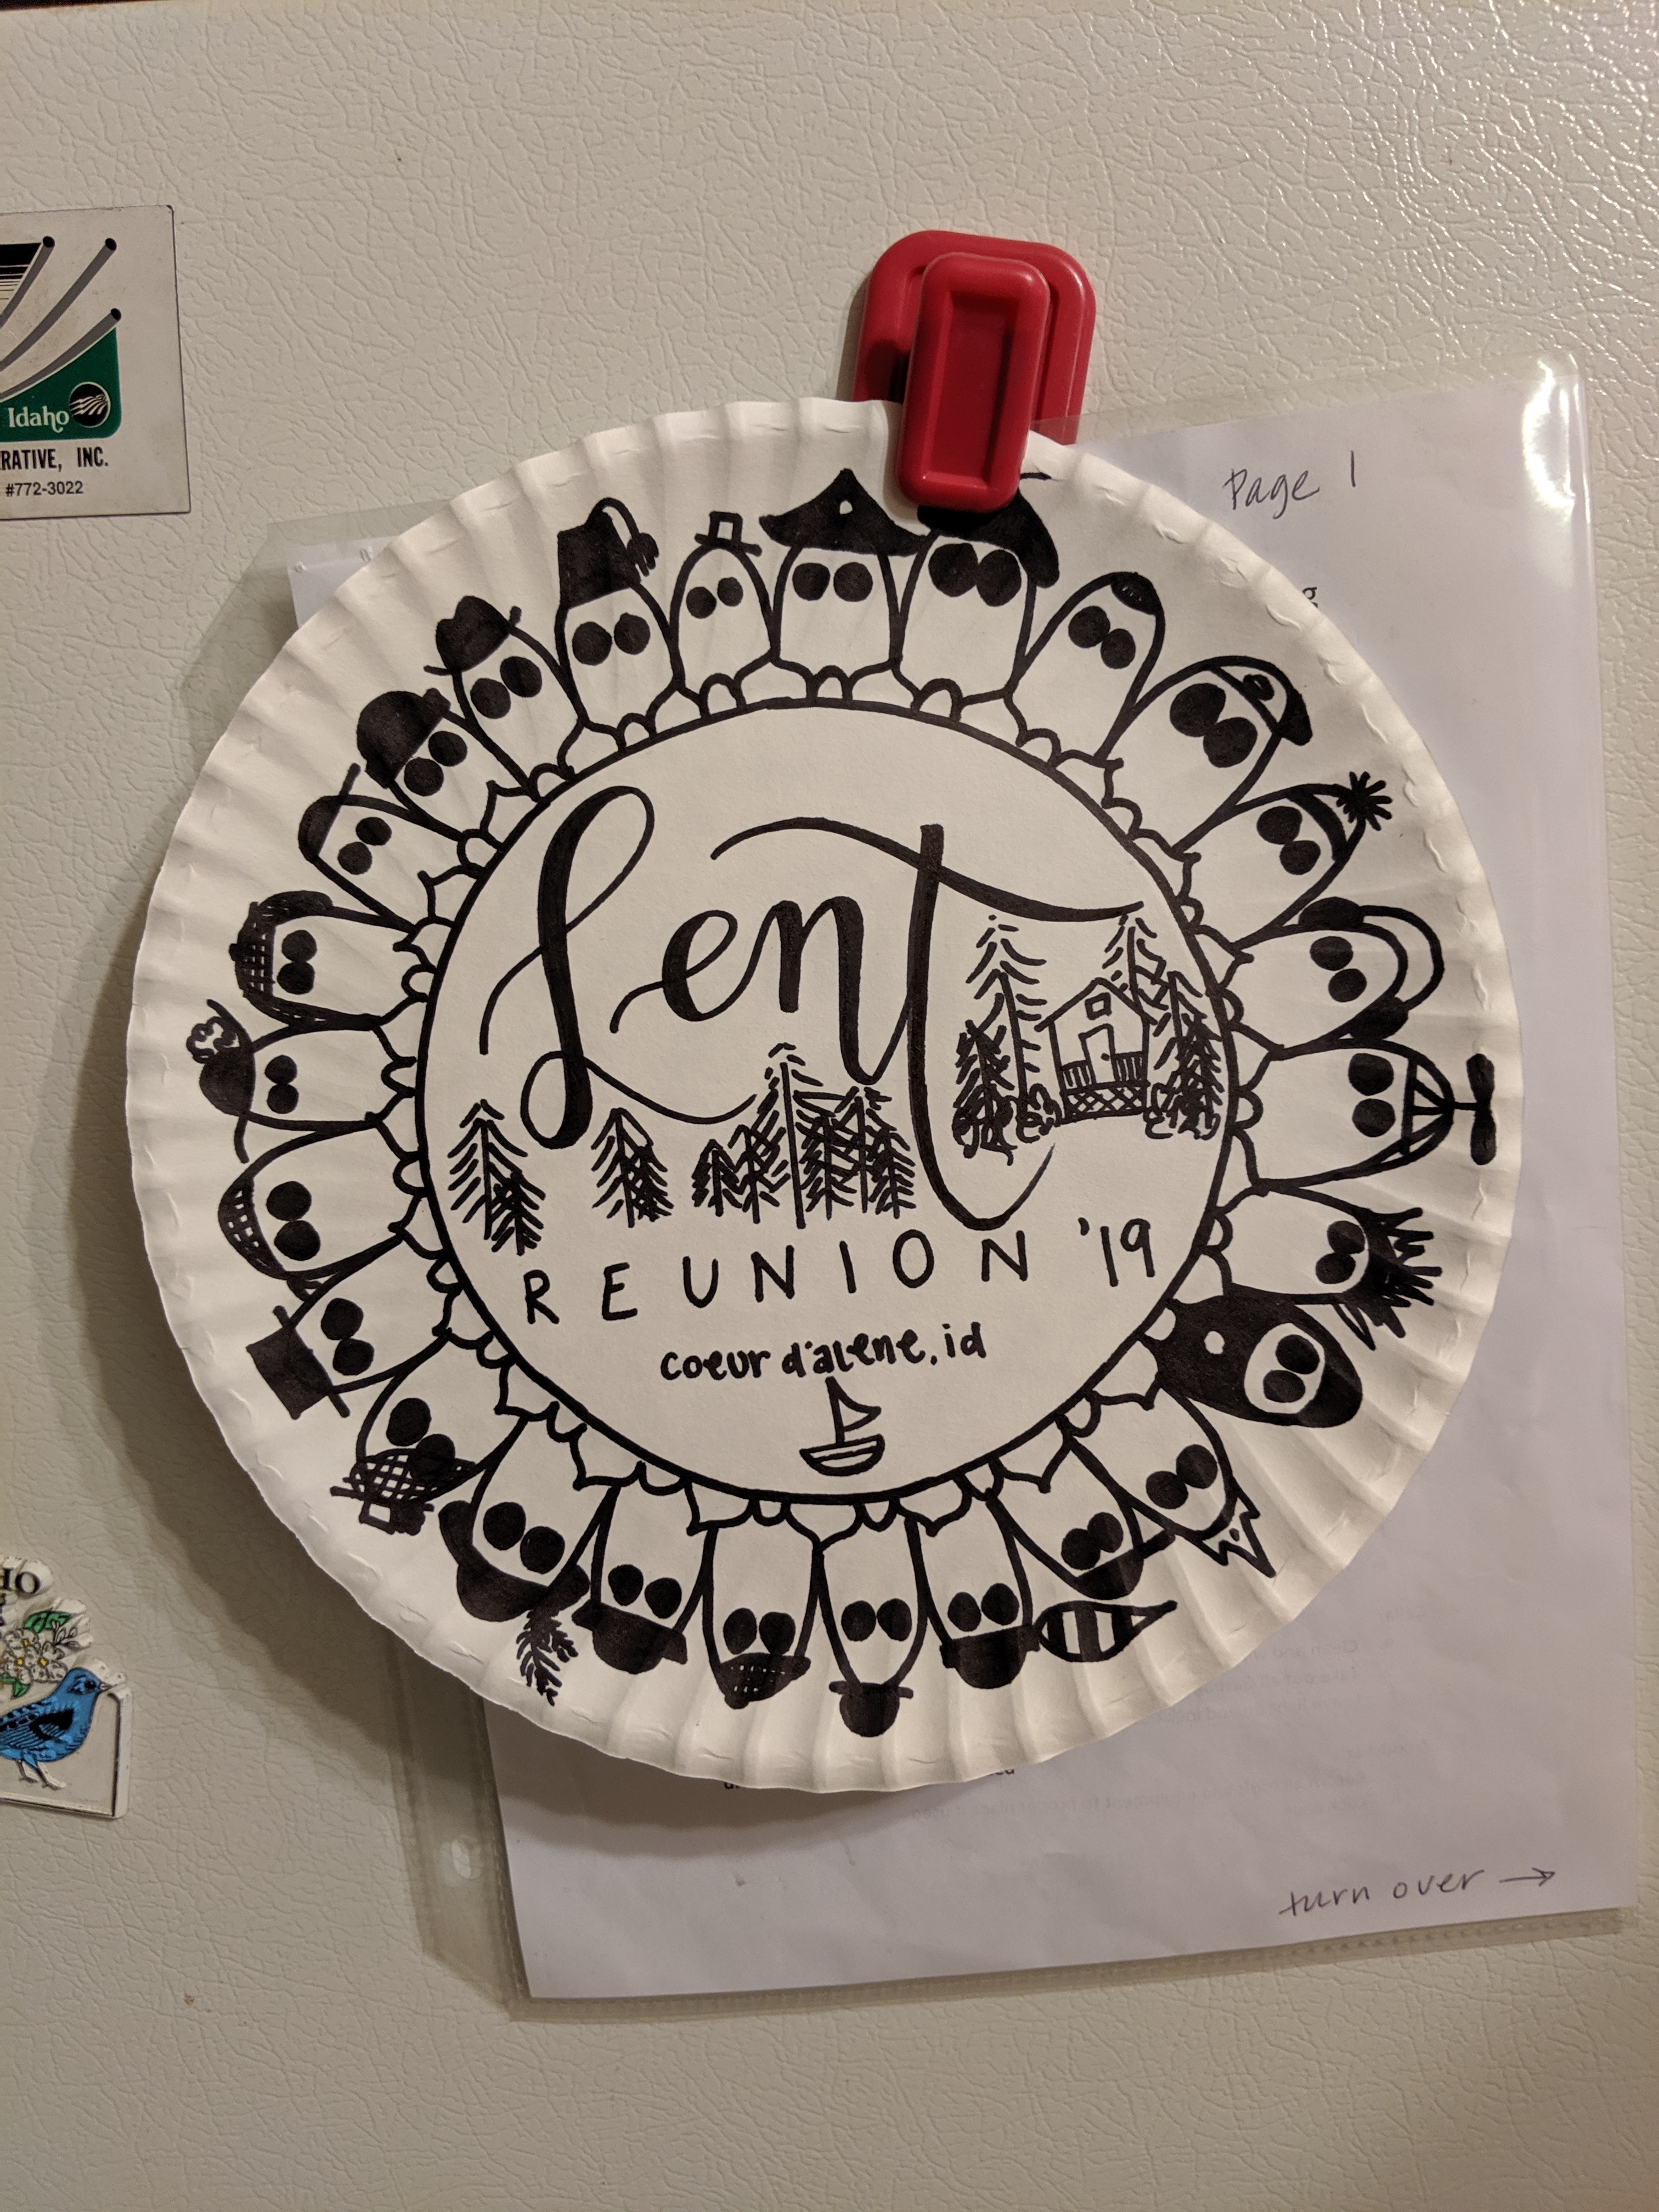 Idaho
RATIVE, INC.
#772-3022
Page 1
Lent
REUNION '19
coeur d'alene, id
turn over →